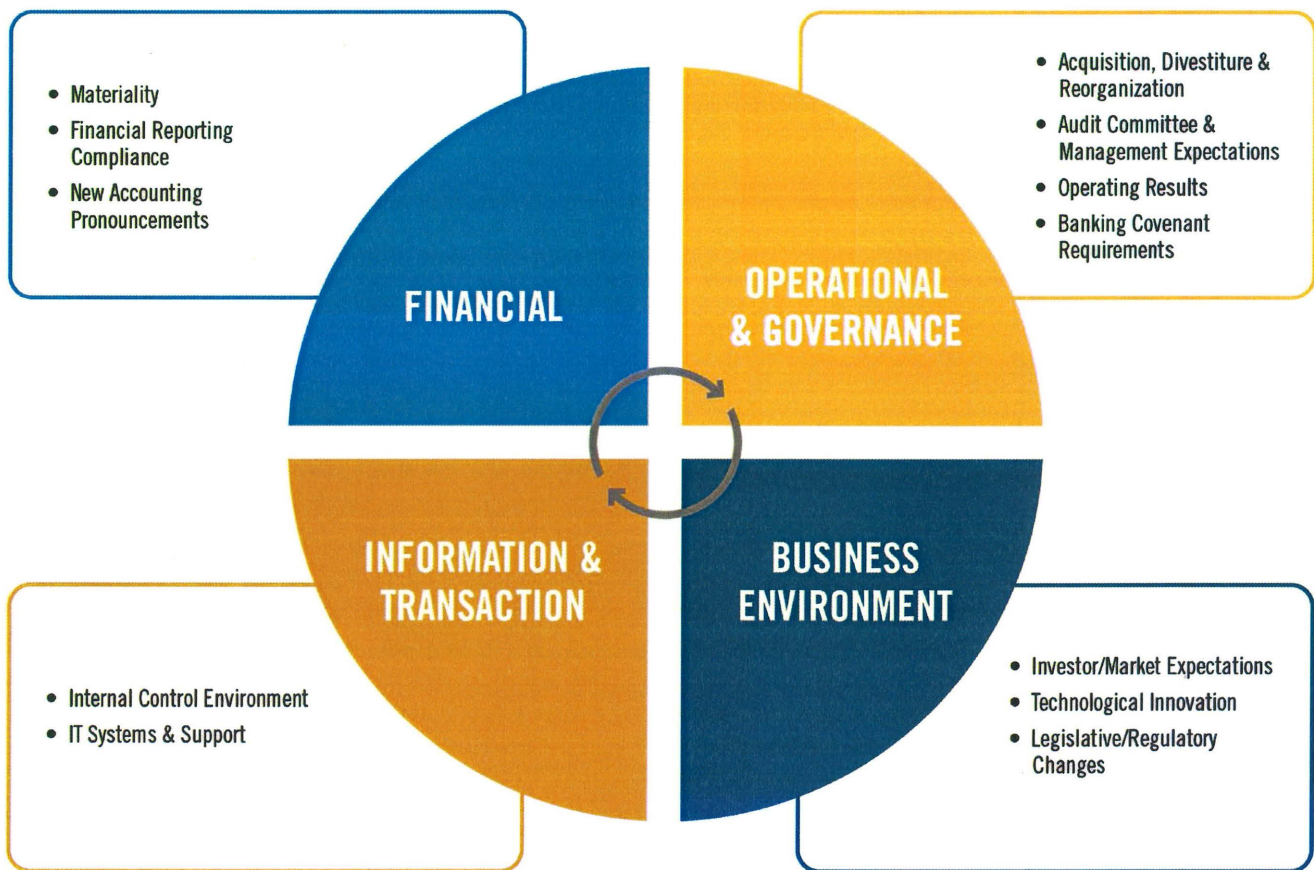 • Materiality
• Financial Reporting
Compliance
• New Accounting
Pronouncements
FINANCIAL
• Acquisition, Divestiture &
Reorganization
• Audit Committee &
Management Expectations
• Operating Results
• Banking Covenant
Requirements
OPERATIONAL
& GOVERNANCE
INFORMATION &
TRANSACTION
• Internal Control Environment
• IT Systems & Support
BUSINESS
ENVIRONMENT
• Investor/Market Expectations
• Technological Innovation
• Legislative/Regulatory
Changes